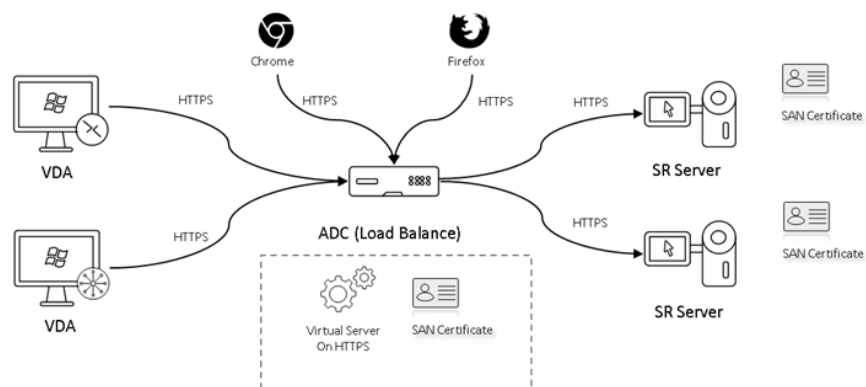 Chrome
Firefox
HTTPS
HTTPS
HTTPS
HTTPS
SAN Certificate
VDA
SR Server
HTTPS
HTTPS
ADC (Load Balance)
SAN Certificate
VDA
Virtual Server
On HTTPS
SAN Certificate
SR Server